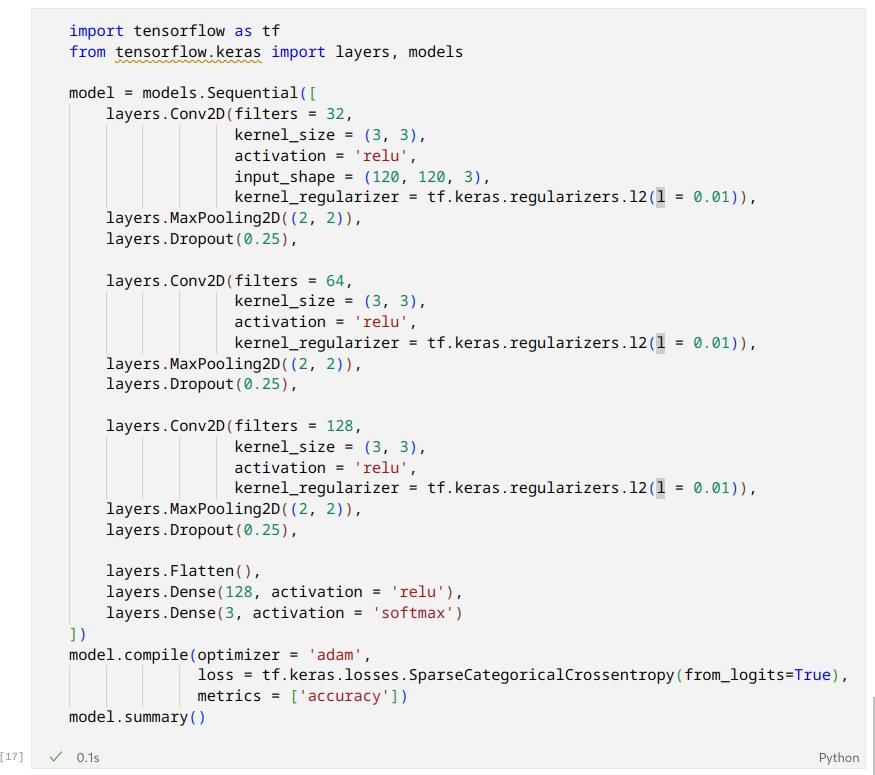 import tensorflow as tf
from tensorflow.keras import layers, models

model = models.Sequential([
    layers.Conv2D(filters = 32,
                  kernel_size = (3, 3),
                  activation = 'relu',
                  input_shape = (120, 120, 3),
                  kernel_regularizer = tf.keras.regularizers.l2(l = 0.01)),
    layers.MaxPooling2D((2, 2)),
    layers.Dropout(0.25),

    layers.Conv2D(filters = 64,
                  kernel_size = (3, 3),
                  activation = 'relu',
                  kernel_regularizer = tf.keras.regularizers.l2(l = 0.01)),
    layers.MaxPooling2D((2, 2)),
    layers.Dropout(0.25),

    layers.Conv2D(filters = 128,
                  kernel_size = (3, 3),
                  activation = 'relu',
                  kernel_regularizer = tf.keras.regularizers.l2(l = 0.01)),
    layers.MaxPooling2D((2, 2)),
    layers.Dropout(0.25),

    layers.Flatten(),
    layers.Dense(128, activation = 'relu'),
    layers.Dense(3, activation = 'softmax')
])
model.compile(optimizer = 'adam',
              loss = tf.keras.losses.SparseCategoricalCrossentropy(from_logits=True),
              metrics = ['accuracy'])
model.summary()
[17] ✓ 0.1s Python